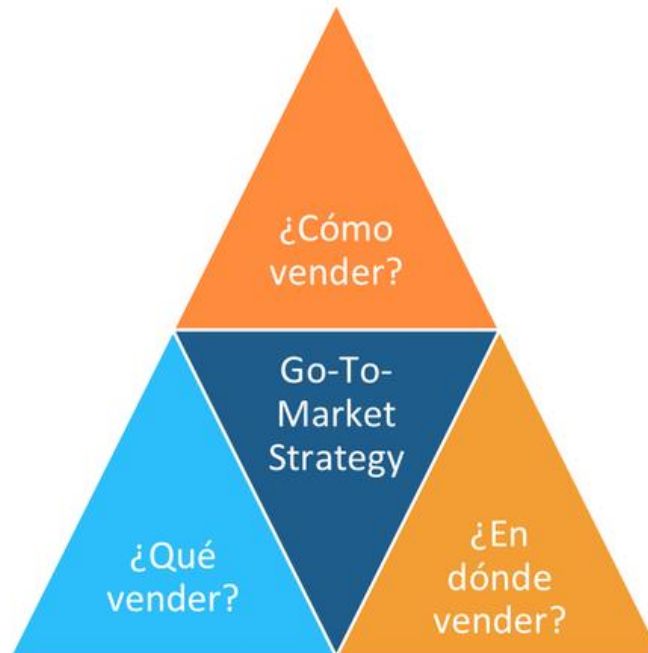 ¿Cómo
vender?
Go-To-
Market
Strategy
¿Qué
vender?
¿En
dónde
vender?